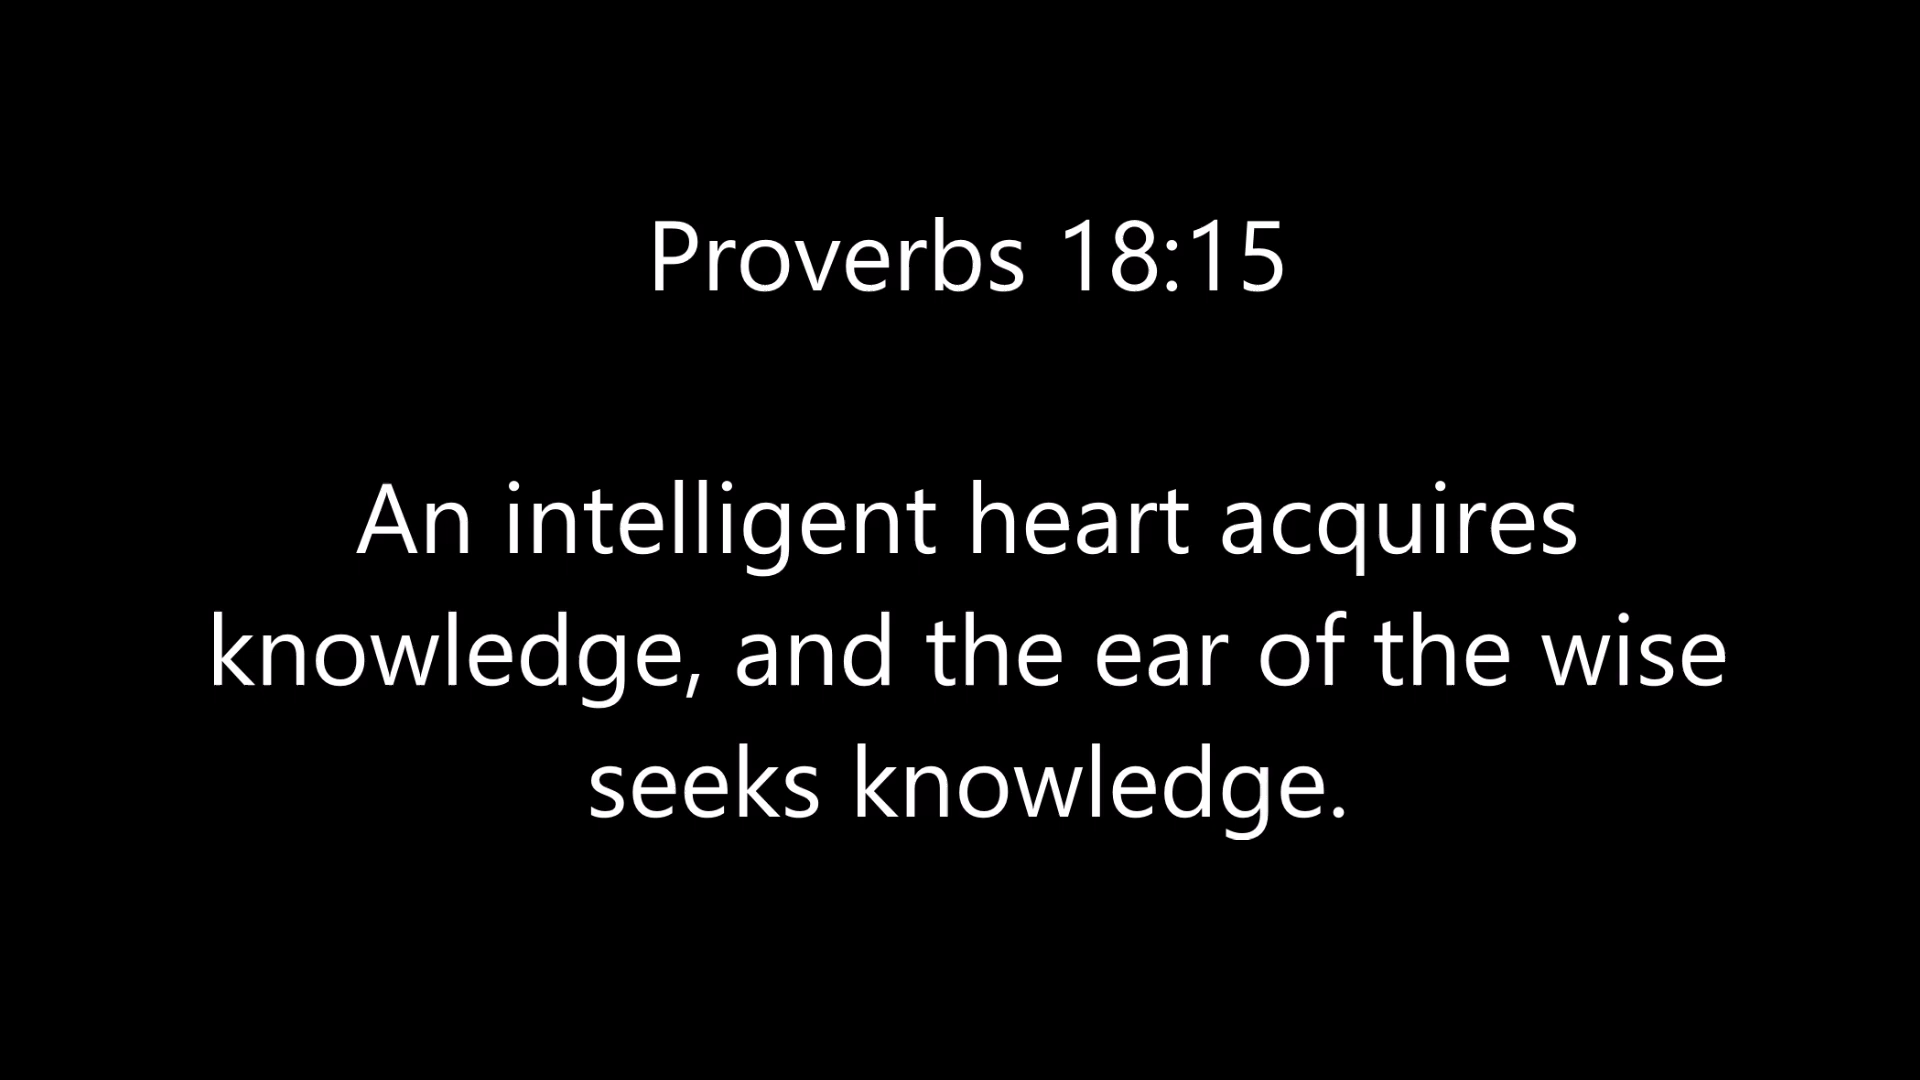 Proverbs 18:15
An intelligent heart acquires
knowledge, and the ear of the wise
seeks knowledge.